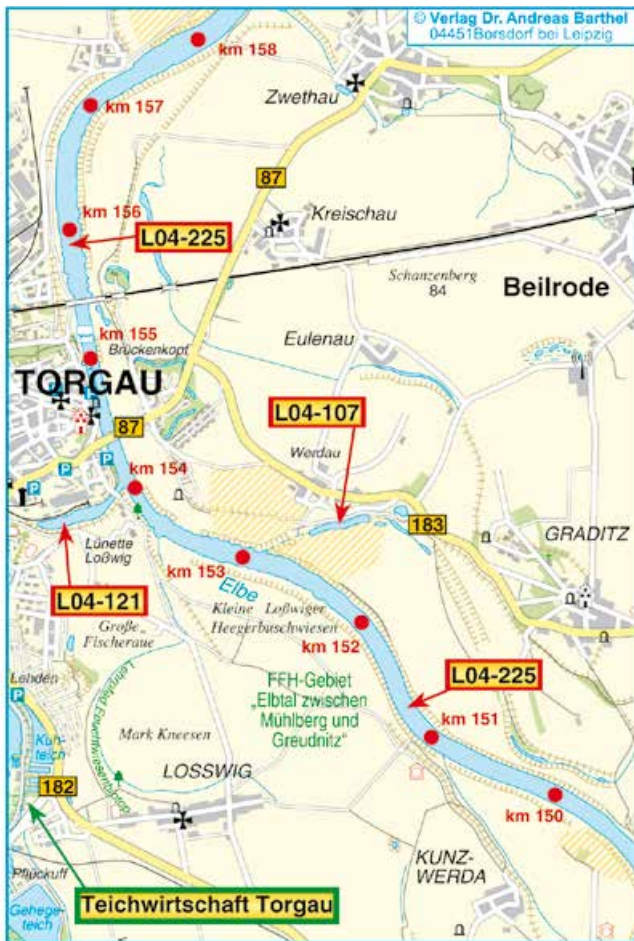 © Verlag Dr. Andreas Barthel
04451Borsdorf bei Leipzig
km 158
Zwethau
km 157
87
km 156
Kreischau
L04-225
Schanzenberg
84
Beilrode
km 155
Brückenkopf
Eulenau
TORGAU
L04-107
87
Werdau
km 154
P
P
P
183
GRADITZ
Lünette
Loßwig
km 153
Elbe
L04-121
Kleine Loßwiger
Heegerbuschwiesen
Große
Fischeraue
km 152
L04-225
FFH-Gebiet
„Elbtal zwischen
Mühlberg und
Greudnitz“
P
km 151
Mark Kneesen
LOSSWIG
182
km 150
KUNZ-
WERDA
Pflückuff
Teichwirtschaft Torgau
Gehege-
teich